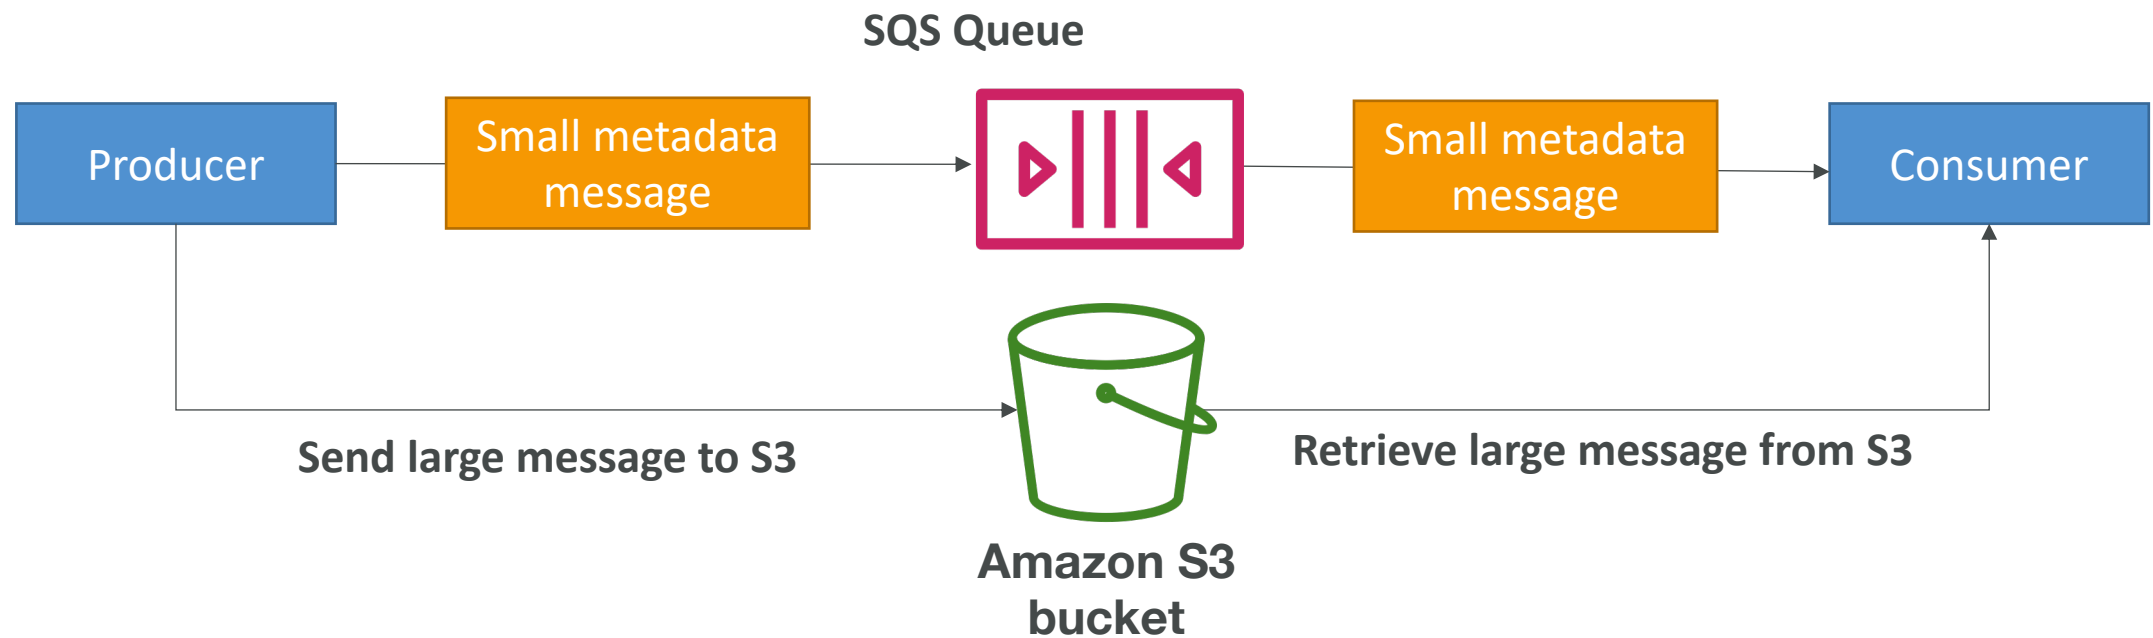 SQS Queue
Producer
Small metadata
message
Small metadata
message
Consumer
Send large message to S3
Retrieve large message from S3
Amazon S3
bucket